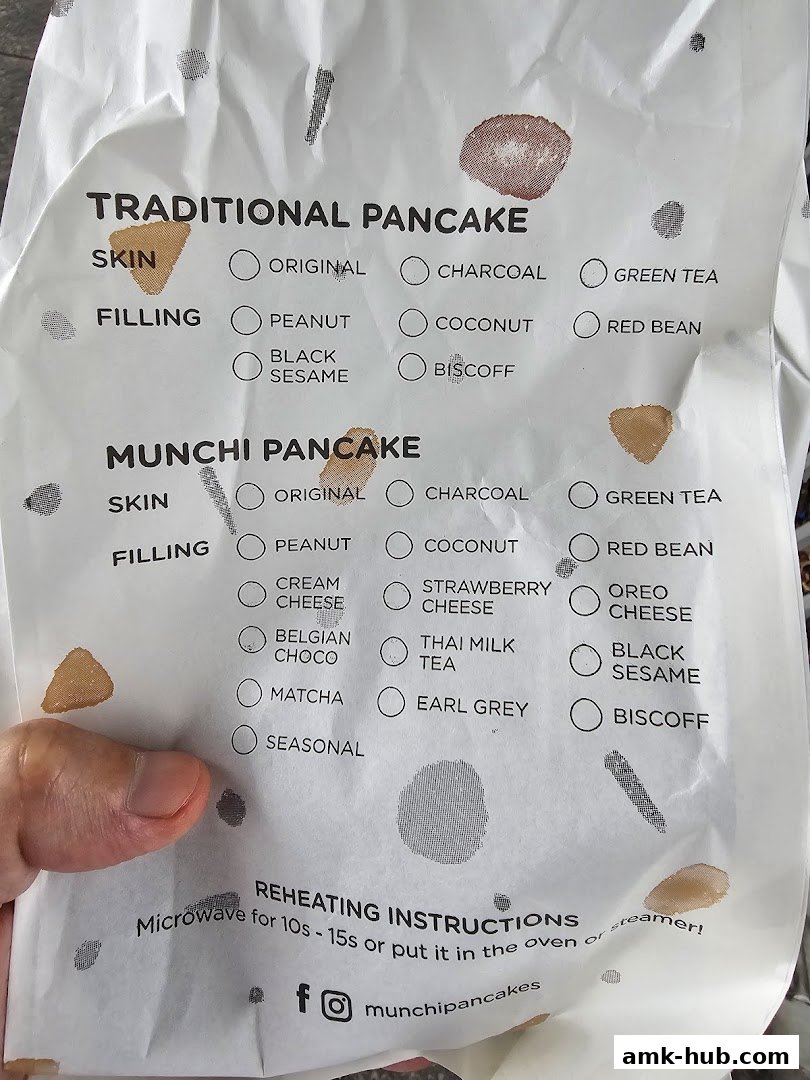 TRADITIONAL PANCAKE
SKIN ORIGINAL CHARCOAL GREEN TEA
FILLING PEANUT COCONUT RED BEAN
BLACK SESAME BISCOFF
MUNCHI PANCAKE
SKIN ORIGINAL CHARCOAL GREEN TEA
FILLING PEANUT COCONUT RED BEAN
CREAM CHEESE STRAWBERRY CHEESE OREO CHEESE
BELGIAN CHOCO THAI MILK TEA BLACK SESAME
MATCHA EARL GREY BISCOFF
SEASONAL
REHEATING INSTRUCTIONS
Microwave for 10s - 15s or put it in the oven or steamer!
munchipancakes
amk-hub.com